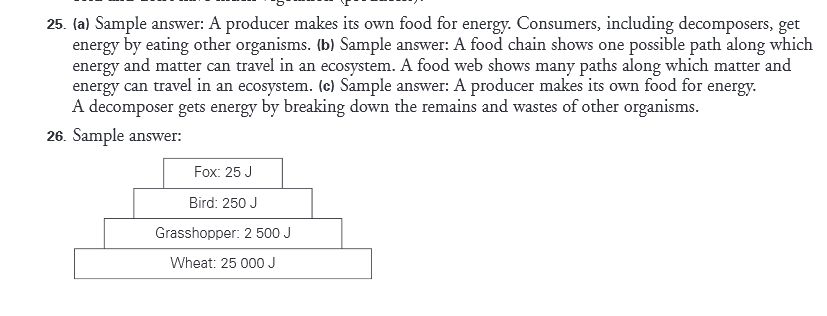 25. (a) Sample answer: A producer makes its own food for energy. Consumers, including decomposers, get
energy by eating other organisms. (b) Sample answer: A food chain shows one possible path along which
energy and matter can travel in an ecosystem. A food web shows many paths along which matter and
energy can travel in an ecosystem. (c) Sample answer: A producer makes its own food for energy.
A decomposer gets energy by breaking down the remains and wastes of other organisms.
26. Sample answer:
Fox: 25 J
Bird: 250 J
Grasshopper: 2 500 J
Wheat: 25 000 J